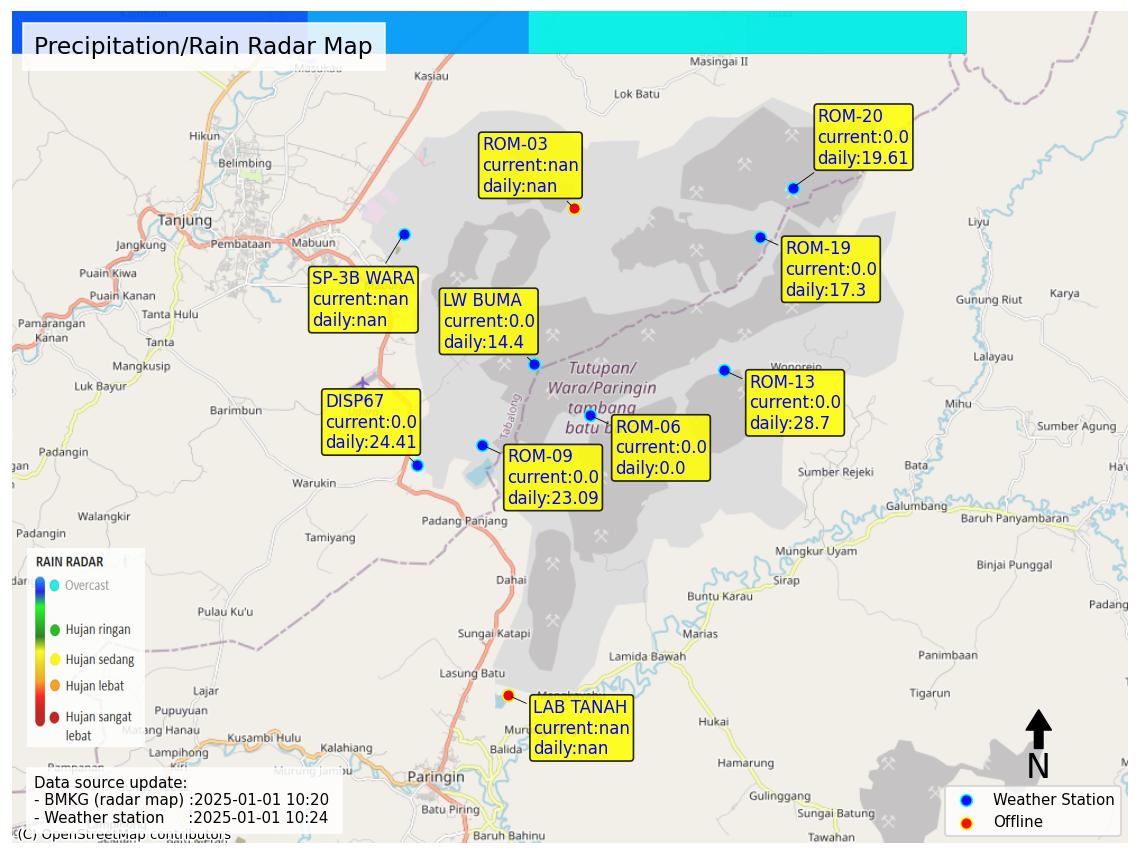 Precipitation/Rain Radar Map
Masukau
Kasiau
Masingai II
Lok Batu
Hikun
Belimbing
ROM-03
current:nan
daily:nan
ROM-20
current:0.0
daily:19.61
Tanjung
Jangkung
Pembataan
Mabuun
Liyu
Puain Kiwa
Puain Kanan
Tanta Hulu
SP-3B WARA
current:nan
daily:nan
LW BUMA
current:0.0
daily:14.4
ROM-19
current:0.0
daily:17.3
Gunung Riut
Karya
Pamarangan
Kanan
Tanta
Mangkusip
Luk Bayur
Barimbun
Lalayau
Wonorejo
Tutupan/
Wara/Paringin
tambang
batu b
Tabalong
ROM-13
current:0.0
daily:28.7
Mihu
Sumber Agung
DISP67
current:0.0
daily:24.41
ROM-06
current:0.0
daily:0.0
ROM-09
current:0.0
daily:23.09
Padangin
gan
Warukin
Sumber Rejeki
Bata
Galumbang
Baruh Panyambaran
Walangkir
Padangin
Padang Panjang
Tamiyang
Mungkur Uyam
Binjai Punggal
Dahai
Sirap
Buntu Karau
Padang
RAIN RADAR
Overcast
Hujan ringan
Hujan sedang
Hujan lebat
Hujan sangat
lebat
Pulau Ku'u
Sungai Katapi
Marias
Lamida Bawah
Panimbaan
Lasung Batu
Lajar
Pupuyuan
Matang Hanau
Tigarun
Mangkayahu
LAB TANAH
current:nan
daily:nan
Muru
Balida
Hukai
Kusambi Hulu
Kalahiang
Lampihong
Kiri
Murung Jambu
Pampanan
Paringin
Hamarung
N
Data source update:
- BMKG (radar map) :2025-01-01 10:20
- Weather station :2025-01-01 10:24
(C) OpenStreetMap contributors
Batu Piring
Baruh Bahinu
Gulinggang
Sungai Batung
Tawahan
Weather Station
Offline